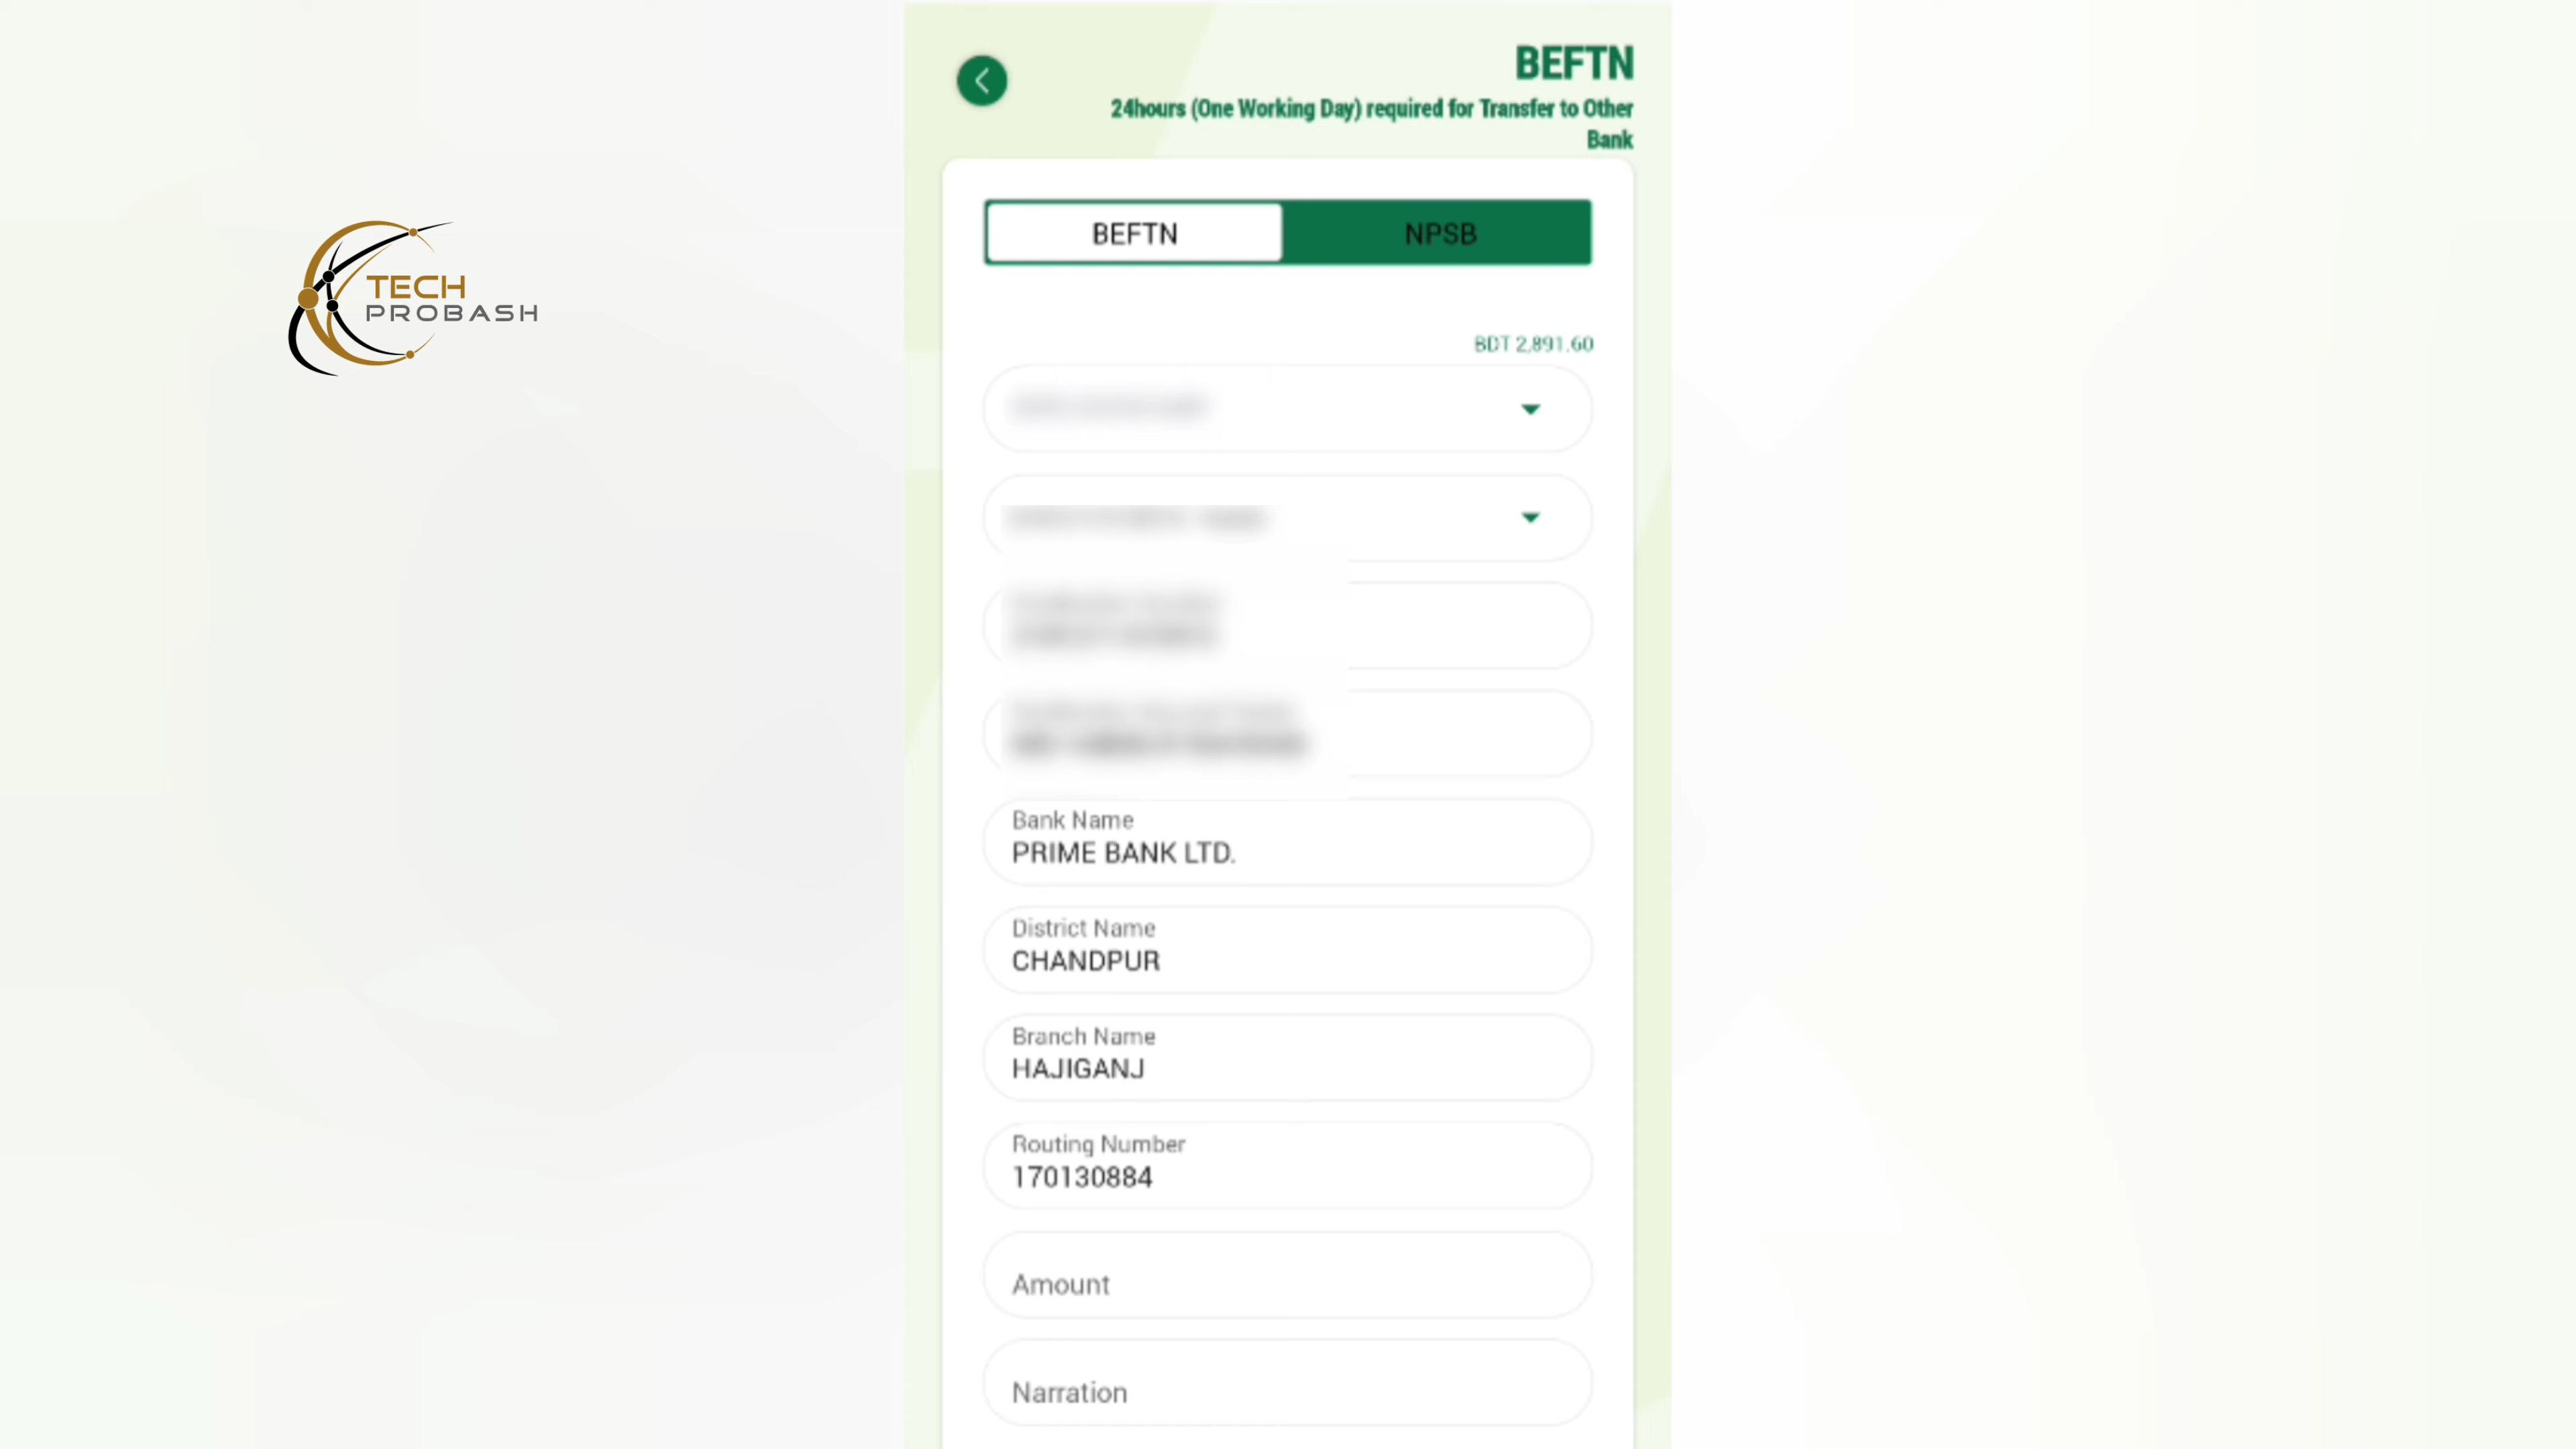 BEFTN
24hours (One Working Day) required for Transfer to Other
Bank
TECH
PROBASH
BEFTN
NPSB
BDT 2,891.60
Bank Name
PRIME BANK LTD.
District Name
CHANDPUR
Branch Name
HAJIGANJ
Routing Number
170130884
Amount
Narration